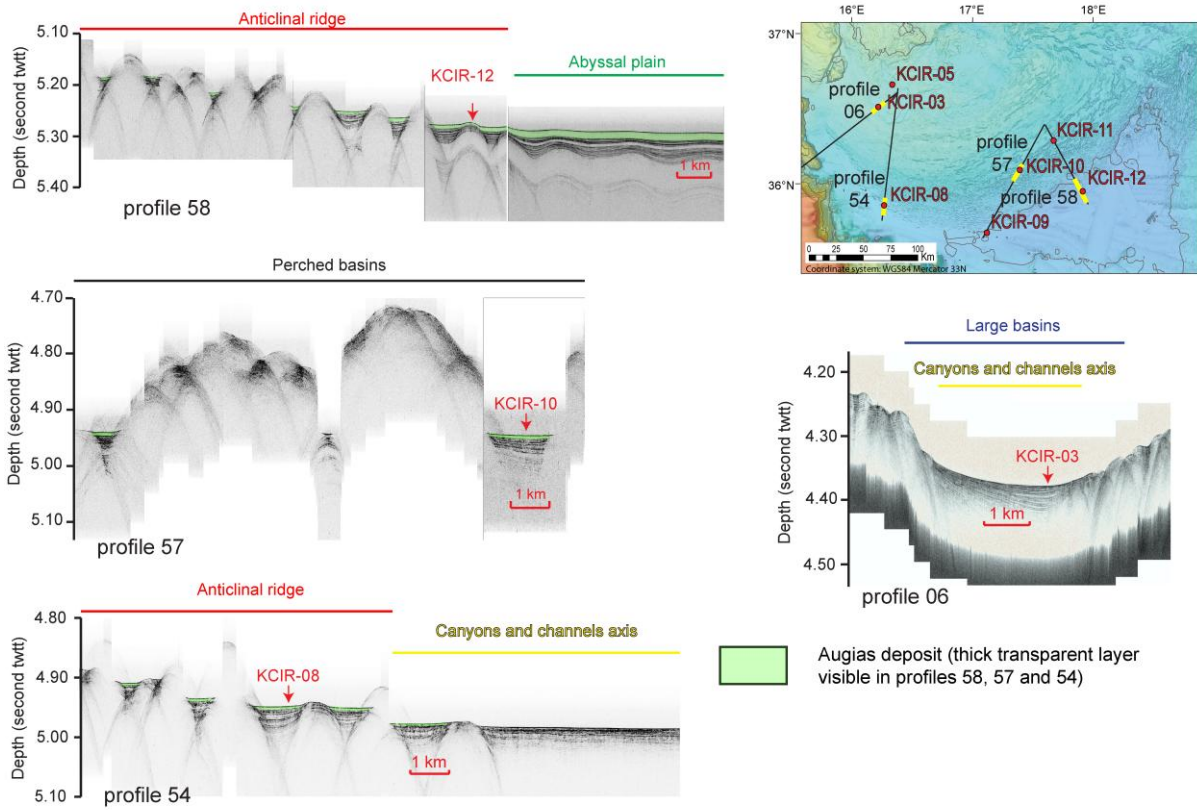 Anticlinal ridge
5.10
5.20
5.30
5.40
Depth (second twtt)
KCIR-12
Abyssal plain
1 km
profile 58
16°E
17°E
18°E
37°N
36°N
KCIR-05
profile
06
KCIR-03
KCIR-11
profile
57
KCIR-10
profile
54
KCIR-08
profile 58
KCIR-12
KCIR-09
0 25 50 75 100
Km
Coordinate system: WGS84 Mercator 33N
Perched basins
4.70
4.80
4.90
5.00
5.10
Depth (second twtt)
KCIR-10
1 km
profile 57
Large basins
Canyons and channels axis
4.20
4.30
4.40
4.50
Depth (second twtt)
KCIR-03
1 km
profile 06
Anticlinal ridge
4.80
4.90
5.00
5.10
Depth (second twtt)
Canyons and channels axis
KCIR-08
1 km
profile 54
Augias deposit (thick transparent layer
visible in profiles 58, 57 and 54)